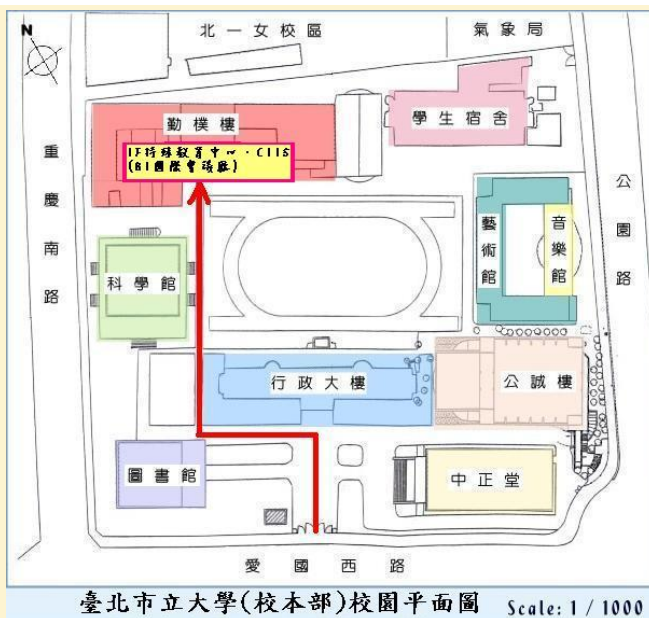 北一女校區
氣象局
N
勤樸樓
學生宿舍
1F特殊教育中心、C115
(B1國際會議廳)
重慶南路
公園路
藝術館
音樂館
科學館
行政大樓
公誠樓
圖書館
中正堂
愛國西路
臺北市立大學(校本部)校園平面圖 Scale: 1 / 1000